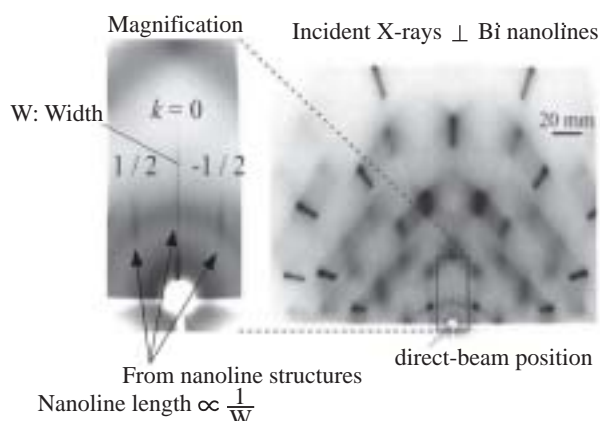 Magnification
Incident X-rays ⊥ Bi nanolines
W: Width
k = 0
1 / 2 -1 / 2
20 mm
direct-beam position
From nanoline structures
Nanoline length ∝ 1/W